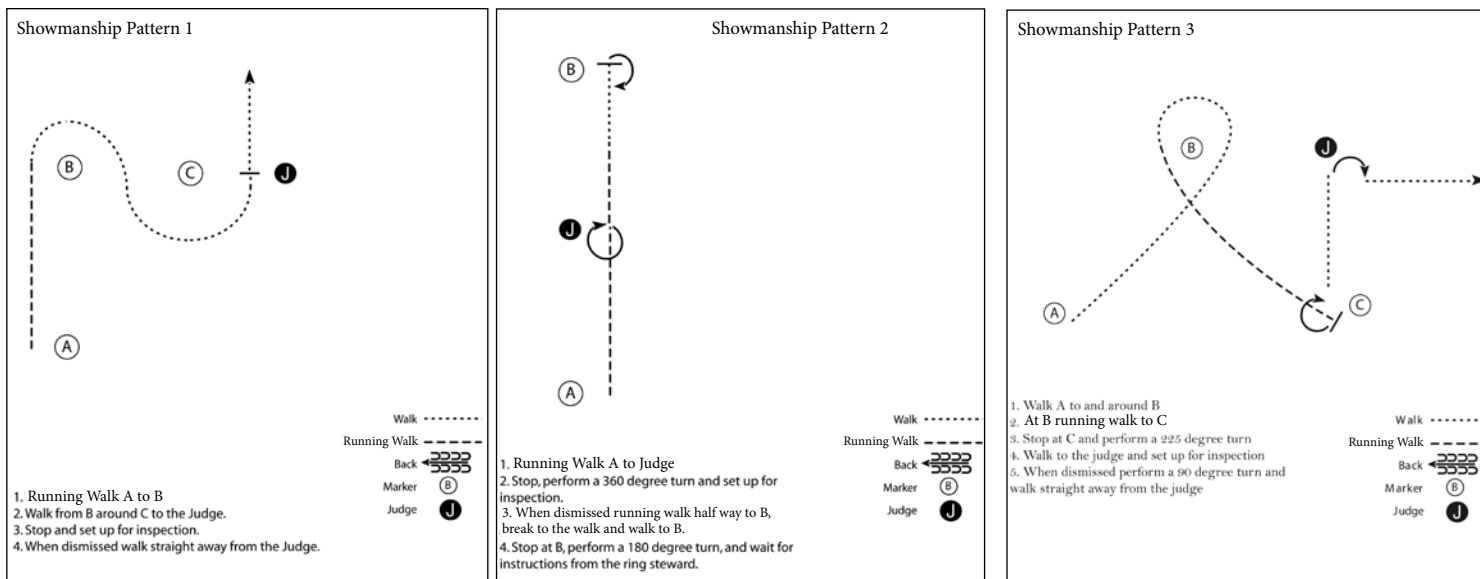 Showmanship Pattern 1
B
C
J
A
Walk
Running Walk
Back
Marker B
Judge J
1. Running Walk A to B
2. Walk from B around C to the Judge.
3. Stop and set up for inspection.
4. When dismissed walk straight away from the Judge.
Showmanship Pattern 2
B
J
A
Walk
Running Walk
Back
Marker B
Judge J
1. Running Walk A to Judge
2. Stop, perform a 360 degree turn and set up for
inspection.
3. When dismissed running walk half way to B,
break to the walk and walk to B.
4. Stop at B, perform a 180 degree turn, and wait for
instructions from the ring steward.
Showmanship Pattern 3
B
J
A
C
1. Walk A to and around B
2. At B running walk to C
3. Stop at C and perform a 225 degree turn
4. Walk to the judge and set up for inspection
5. When dismissed perform a 90 degree turn and
walk straight away from the judge
Walk
Running Walk
Back
Marker B
Judge J